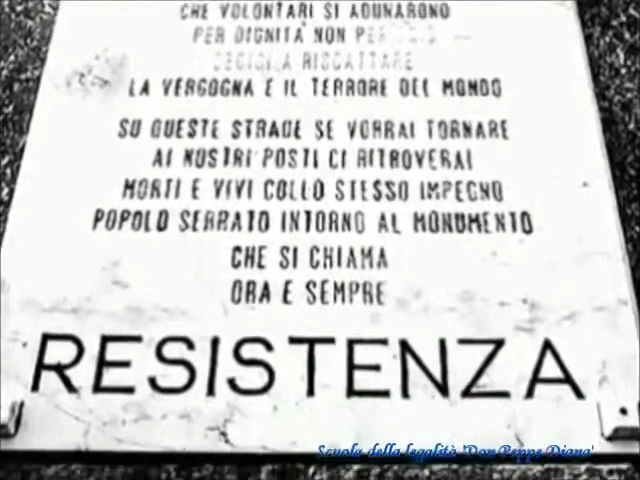 CHE VOLONTARI SI ADUNARONO
PER DIGNITA' NON PER
DECISI A RISCATTARE
LA VERGOGNA E IL TERRORE DEL MONDO
SU QUESTE STRADE SE VORRAI TORNARE
AI NOSTRI POSTI CI RITROVERAI
MORTI E VIVI COLLO STESSO IMPEGNO
POPOLO SERRATO INTORNO AL MONUMENTO
CHE SI CHIAMA
ORA E SEMPRE
RESISTENZA
Scuola della legalità 'Don Peppe Diana'